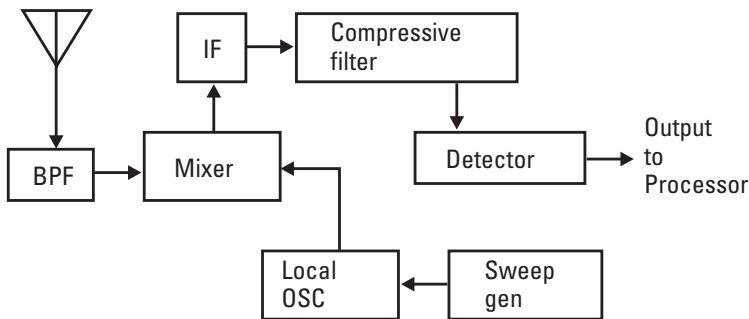 IF
Compressive
filter
BPF
Mixer
Detector
Output
to
Processor
Local
OSC
Sweep
gen